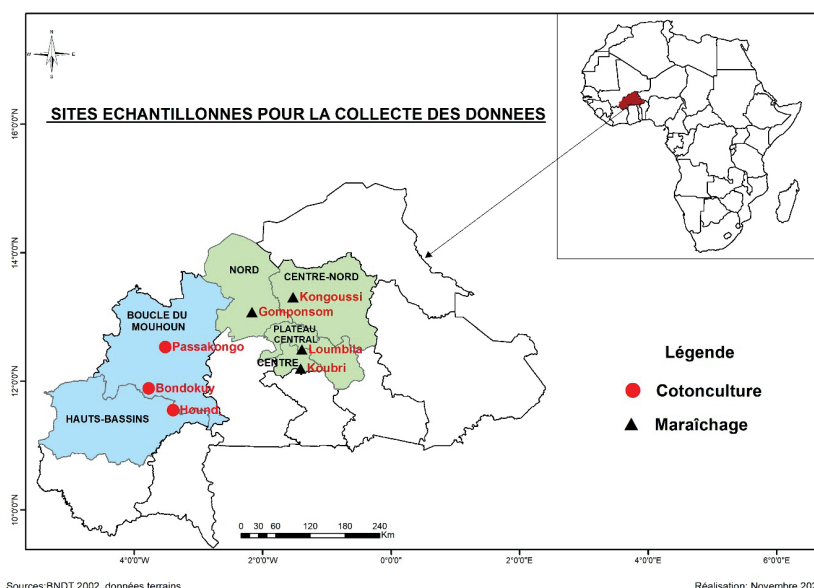 N
W E
S
SITES ECHANTILLONNES POUR LA COLLECTE DES DONNEES
16°0'0"N
14°0'0"N
12°0'0"N
10°0'0"N
NORD
CENTRE-NORD
Kongoussi
Gomponsom
BOUCLE DU
MOUHOUN
PLATEAU
CENTRAL
Passakongo
Loumbila
CENTRE
Koubri
Bondokuy
Hound
HAUTS-BASSINS
Légende
Cotonculture
Maraîchage
0 30 60 120 180 240
Km
4°0'0"W 2°0'0"W 0°0'0" 2°0'0"E 4°0'0"E 6°0'0"E
Sources:BNDT 2002, données terrains
Réalisation: Novembre 202